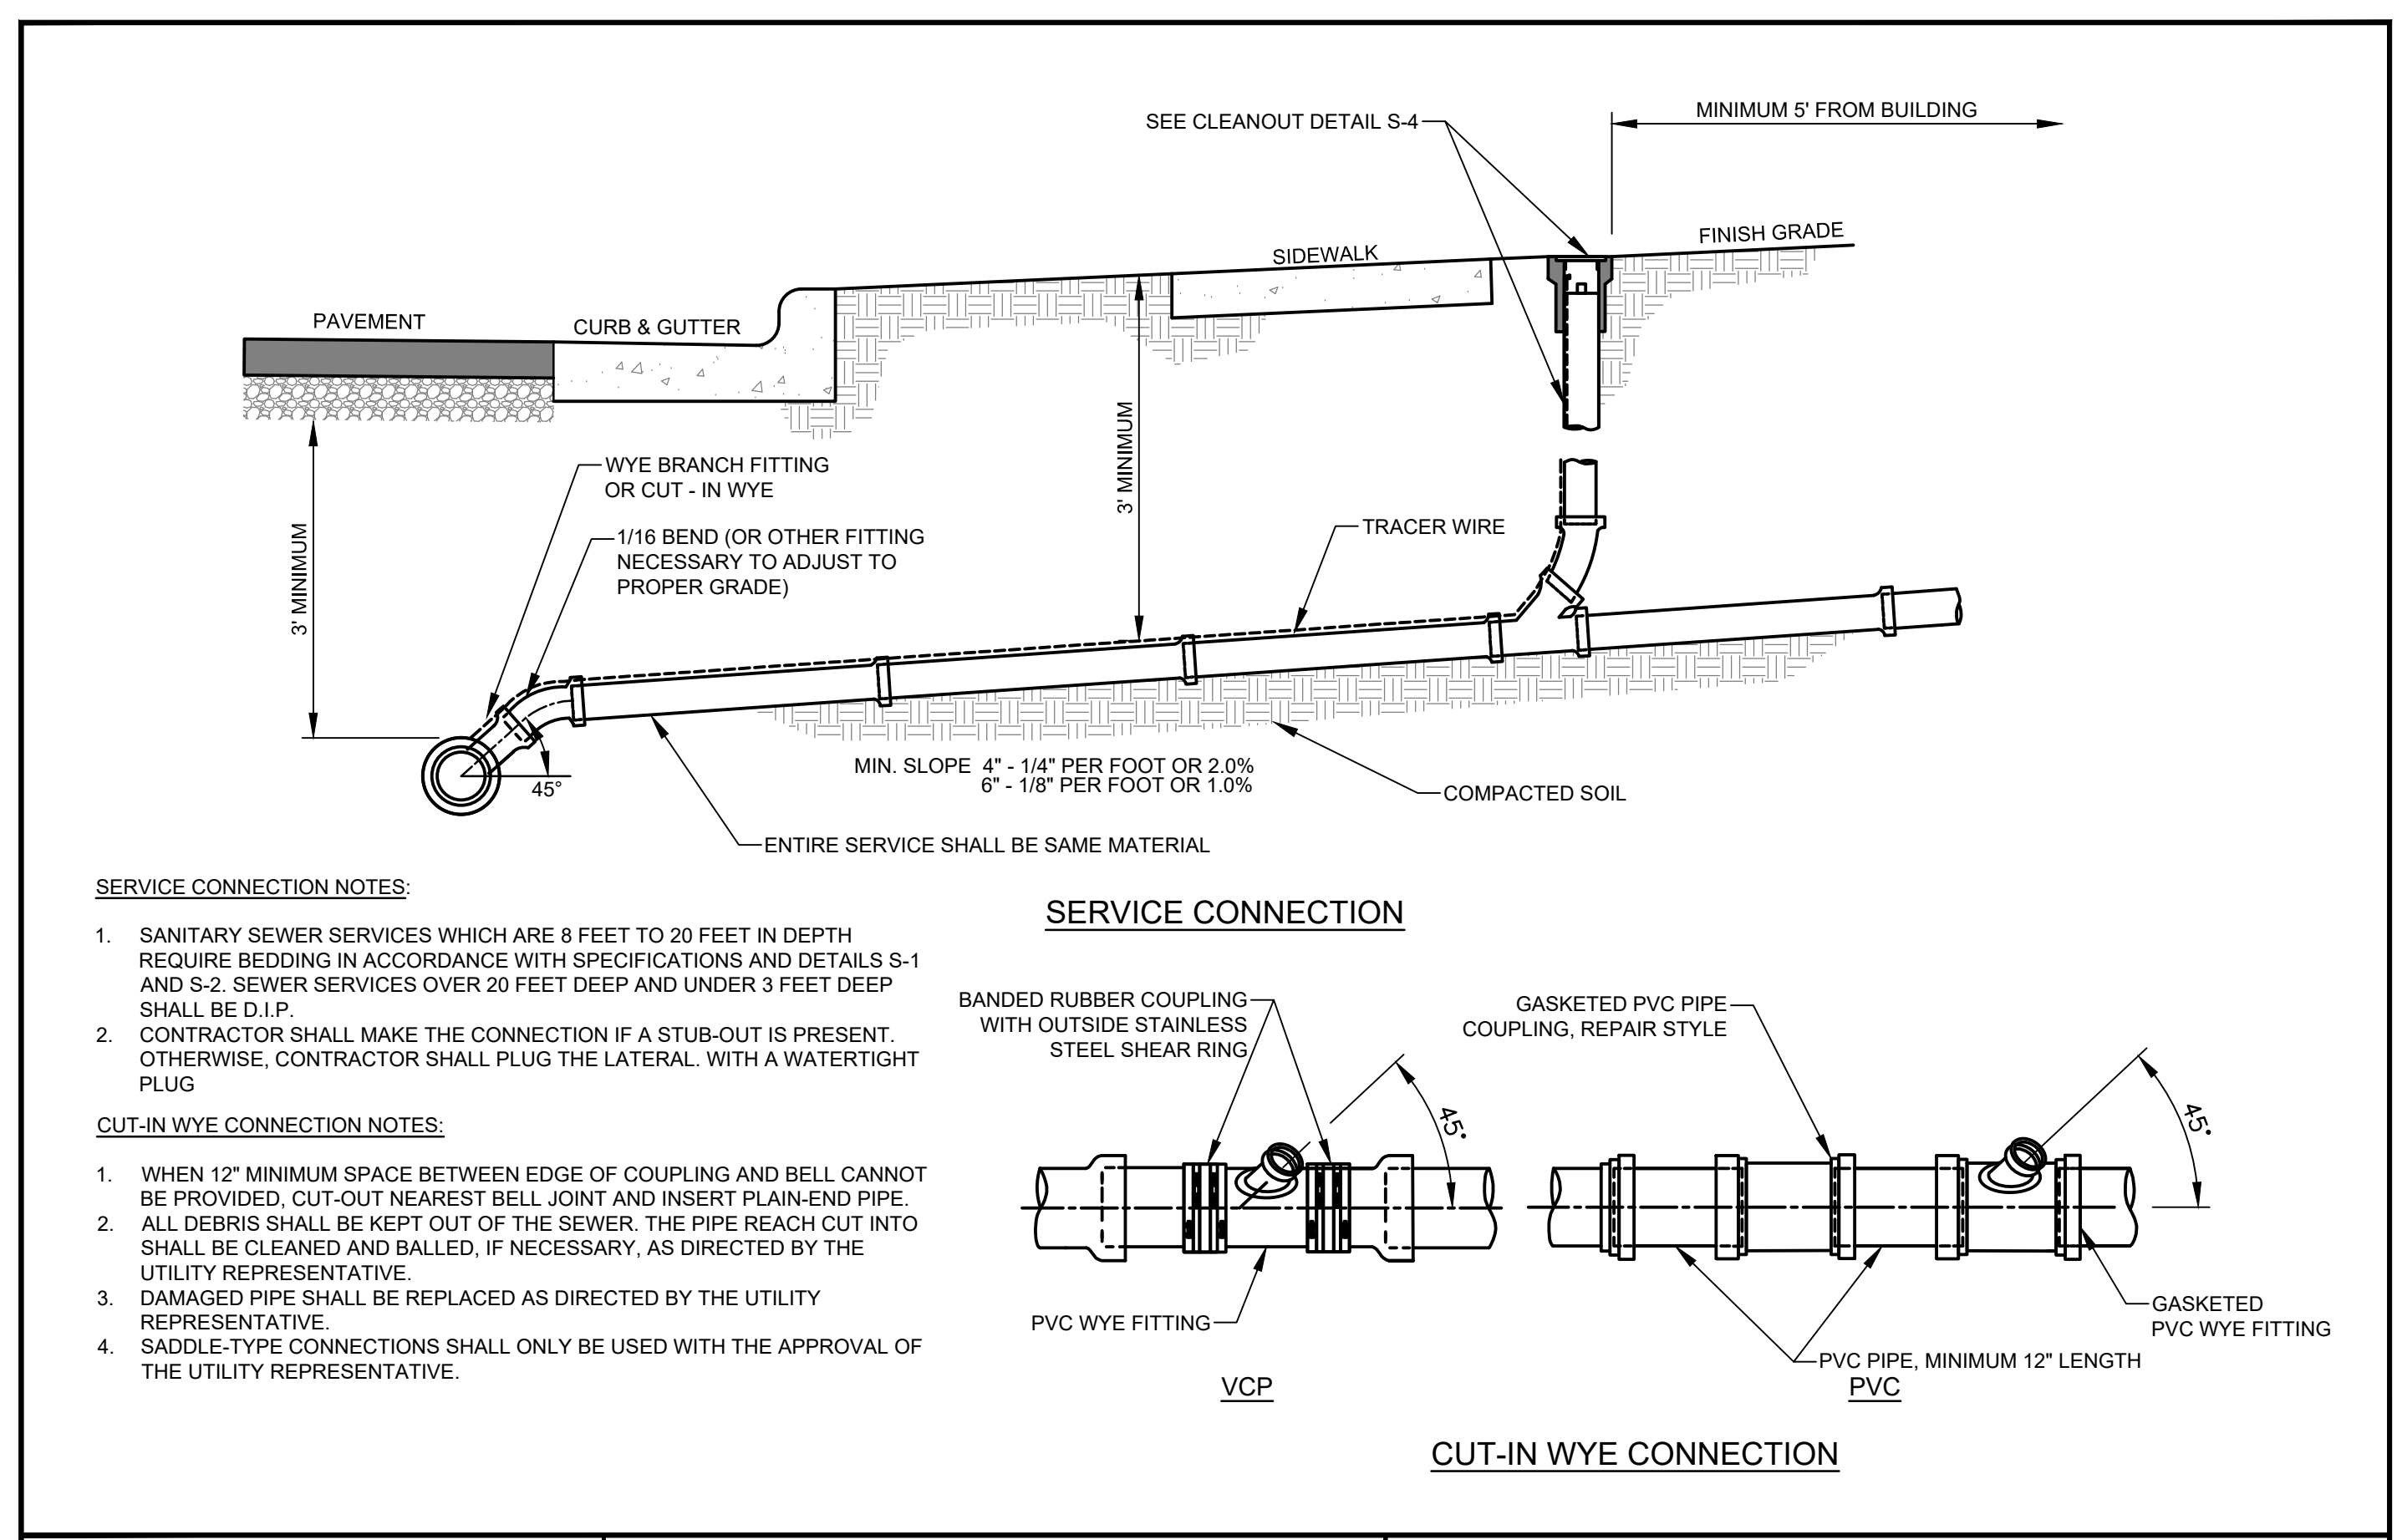 SEE CLEANOUT DETAIL S-4
MINIMUM 5' FROM BUILDING
FINISH GRADE
SIDEWALK
PAVEMENT
CURB & GUTTER
3' MINIMUM
3' MINIMUM
WYE BRANCH FITTING
OR CUT - IN WYE
1/16 BEND (OR OTHER FITTING
NECESSARY TO ADJUST TO
PROPER GRADE)
TRACER WIRE
45°
MIN. SLOPE 4" - 1/4" PER FOOT OR 2.0%
6" - 1/8" PER FOOT OR 1.0%
COMPACTED SOIL
ENTIRE SERVICE SHALL BE SAME MATERIAL
SERVICE CONNECTION
SERVICE CONNECTION NOTES:
1. SANITARY SEWER SERVICES WHICH ARE 8 FEET TO 20 FEET IN DEPTH
REQUIRE BEDDING IN ACCORDANCE WITH SPECIFICATIONS AND DETAILS S-1
AND S-2. SEWER SERVICES OVER 20 FEET DEEP AND UNDER 3 FEET DEEP
SHALL BE D.I.P.
2. CONTRACTOR SHALL MAKE THE CONNECTION IF A STUB-OUT IS PRESENT.
OTHERWISE, CONTRACTOR SHALL PLUG THE LATERAL. WITH A WATERTIGHT
PLUG
CUT-IN WYE CONNECTION NOTES:
1. WHEN 12" MINIMUM SPACE BETWEEN EDGE OF COUPLING AND BELL CANNOT
BE PROVIDED, CUT-OUT NEAREST BELL JOINT AND INSERT PLAIN-END PIPE.
2. ALL DEBRIS SHALL BE KEPT OUT OF THE SEWER. THE PIPE REACH CUT INTO
SHALL BE CLEANED AND BALLED, IF NECESSARY, AS DIRECTED BY THE
UTILITY REPRESENTATIVE.
3. DAMAGED PIPE SHALL BE REPLACED AS DIRECTED BY THE UTILITY
REPRESENTATIVE.
4. SADDLE-TYPE CONNECTIONS SHALL ONLY BE USED WITH THE APPROVAL OF
THE UTILITY REPRESENTATIVE.
BANDED RUBBER COUPLING
WITH OUTSIDE STAINLESS
STEEL SHEAR RING
45°
PVC WYE FITTING
VCP
GASKETED PVC PIPE
COUPLING, REPAIR STYLE
45°
GASKETED
PVC WYE FITTING
PVC PIPE, MINIMUM 12" LENGTH
PVC
CUT-IN WYE CONNECTION